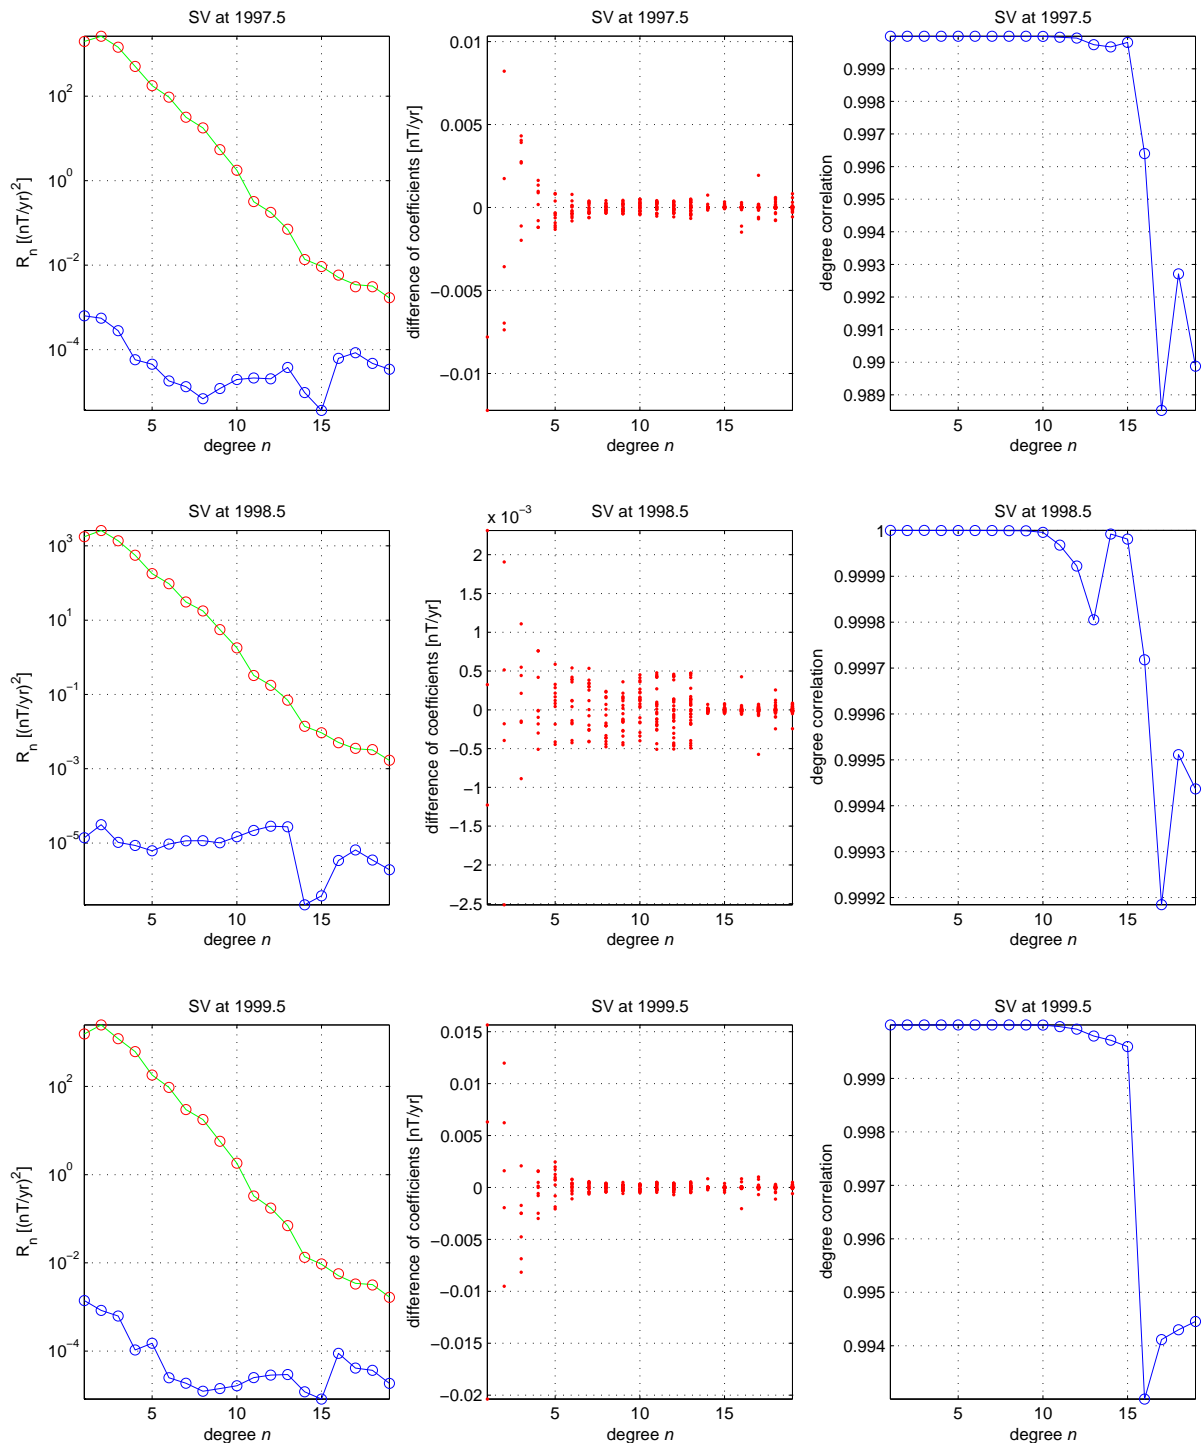 SV at 1997.5
10^2
10^0
10^−2
10^−4
R_n [(nT/yr)^2]
5 10 15
degree n
SV at 1997.5
0.01
0.005
0
−0.005
−0.01
difference of coefficients [nT/yr]
5 10 15
degree n
SV at 1997.5
0.999
0.998
0.997
0.996
0.995
0.994
0.993
0.992
0.991
0.99
0.989
degree correlation
5 10 15
degree n
SV at 1998.5
10^3
10^1
10^−1
10^−3
10^−5
R_n [(nT/yr)^2]
5 10 15
degree n
x 10^−3
SV at 1998.5
2
1.5
1
0.5
0
−0.5
−1
−1.5
−2
−2.5
difference of coefficients [nT/yr]
5 10 15
degree n
SV at 1998.5
1
0.9999
0.9998
0.9997
0.9996
0.9995
0.9994
0.9993
0.9992
degree correlation
5 10 15
degree n
SV at 1999.5
10^2
10^0
10^−2
10^−4
R_n [(nT/yr)^2]
5 10 15
degree n
SV at 1999.5
0.015
0.01
0.005
0
−0.005
−0.01
−0.015
−0.02
difference of coefficients [nT/yr]
5 10 15
degree n
SV at 1999.5
0.999
0.998
0.997
0.996
0.995
0.994
degree correlation
5 10 15
degree n